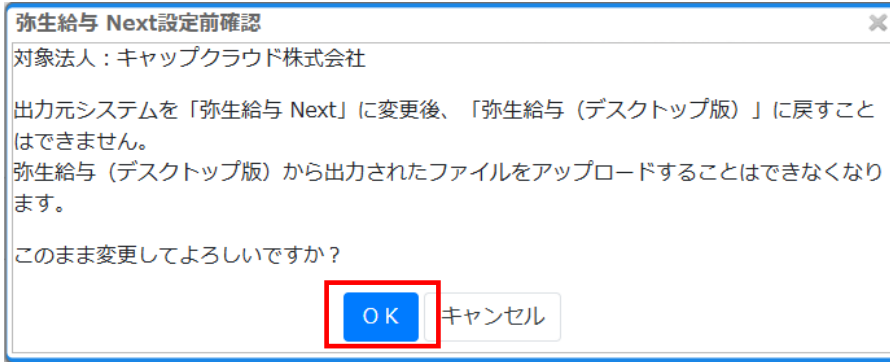 弥生給与 Next設定前確認
対象法人：キャップクラウド株式会社
出力元システムを「弥生給与 Next」に変更後、「弥生給与（デスクトップ版）」に戻すこと
はできません。
弥生給与（デスクトップ版）から出力されたファイルをアップロードすることはできなくなり
ます。
このまま変更してよろしいですか？
ＯＫ キャンセル